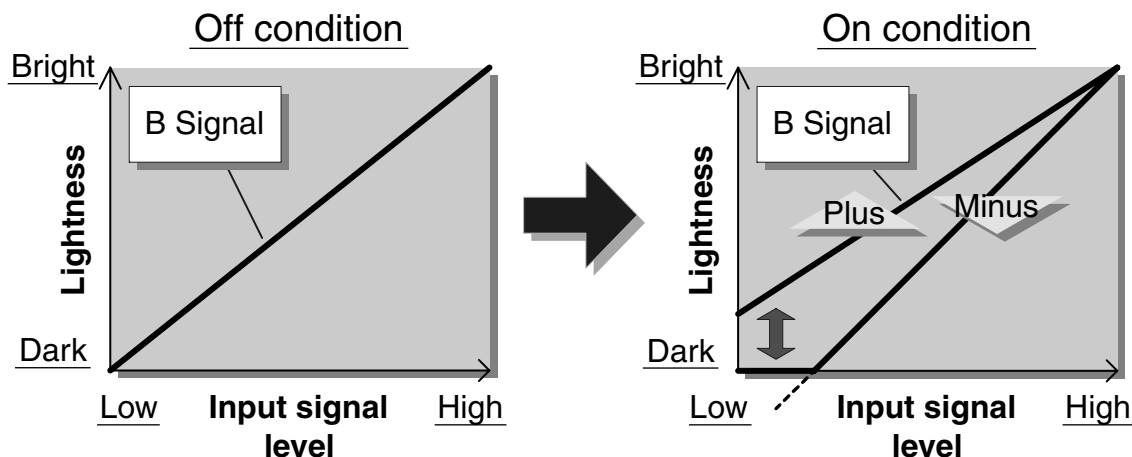 Off condition
Bright
B Signal
Lightness
Dark
Low
Input signal
level
High
On condition
Bright
B Signal
Plus
Minus
Lightness
Dark
Low
Input signal
level
High